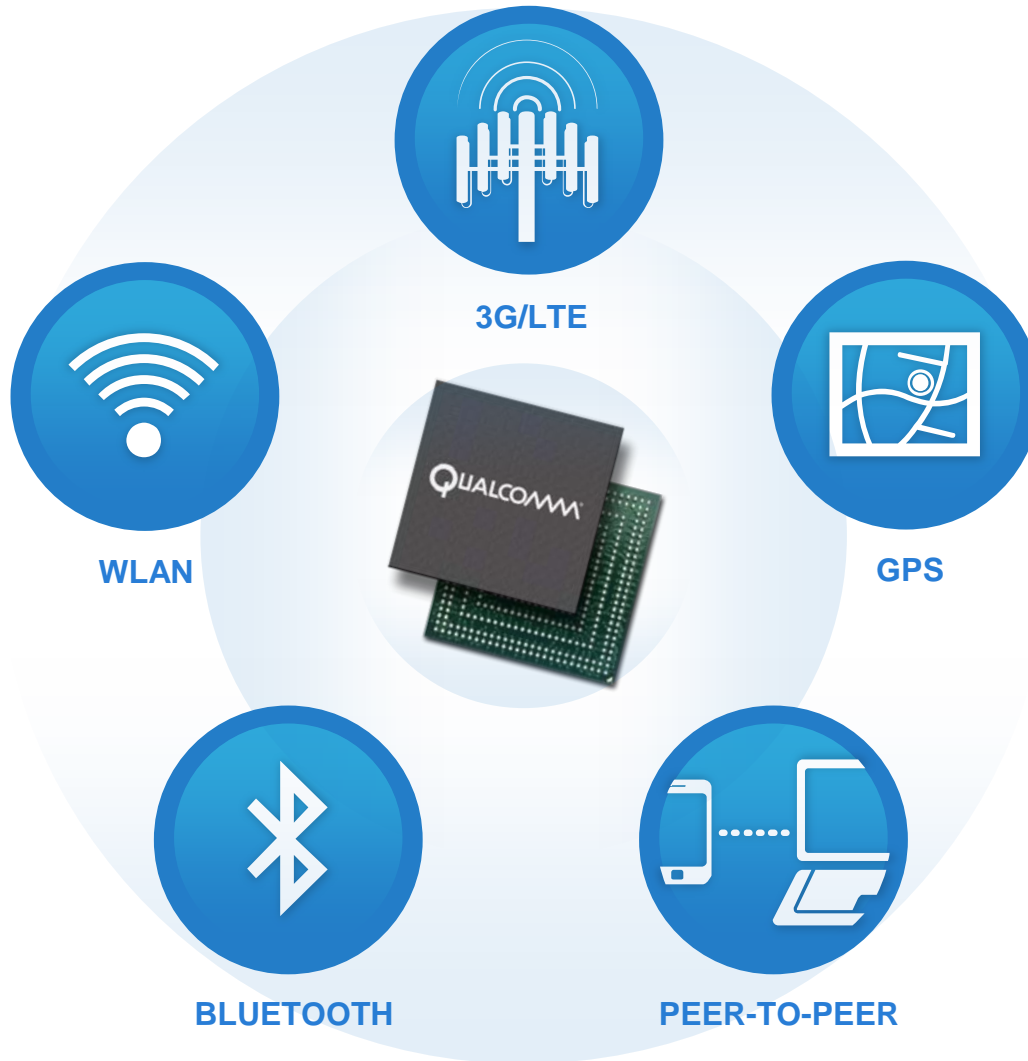 3G/LTE
WLAN
GPS
QUALCOMM
BLUETOOTH
PEER-TO-PEER